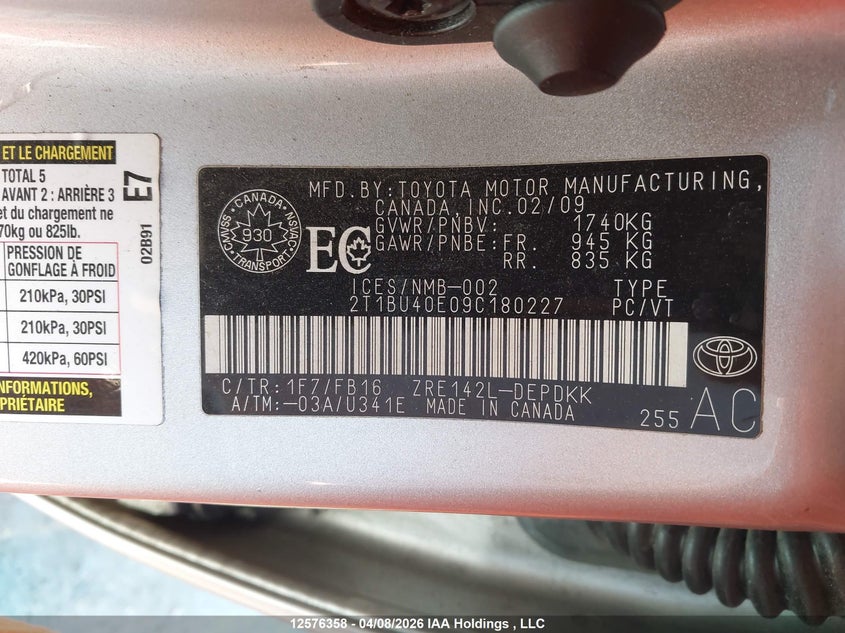 ET LE CHARGEMENT
TOTAL 5
AVANT 2 : ARRIÈRE 3
et du chargement ne
70kg ou 825lb.
PRESSION DE
GONFLAGE À FROID
210kPa, 30PSI
210kPa, 30PSI
420kPa, 60PSI
informations
E7
02B91
CANADA
CMVSS
NSVAC
930
TRANSPORT
EC
MFD.BY:TOYOTA MOTOR MANUFACTURING,
CANADA,INC.02/09
GVWR/PNBV: 1740KG
GAWR/PNBE:FR. 945 KG
RR. 835 KG
ICES/NMB-002 TYPE
2T1BU40E09C180227 PC/VT
C/TR:1F7/FB16 ZRE142L-DEPDKK
A/TM:-03A/U341E MADE IN CANADA
255 AC
12576358 - 04/08/2026 IAA Holdings , LLC